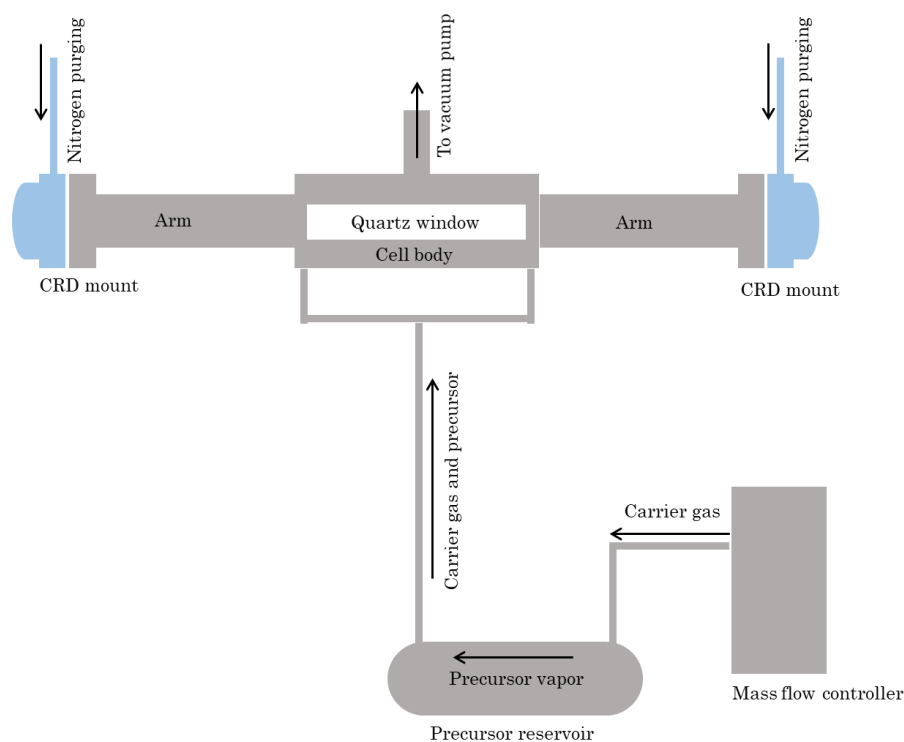 Nitrogen purging
To vacuum pump
Nitrogen purging
Arm
Quartz window
Arm
Cell body
CRD mount
CRD mount
Carrier gas and precursor
Carrier gas
Precursor vapor
Mass flow controller
Precursor reservoir